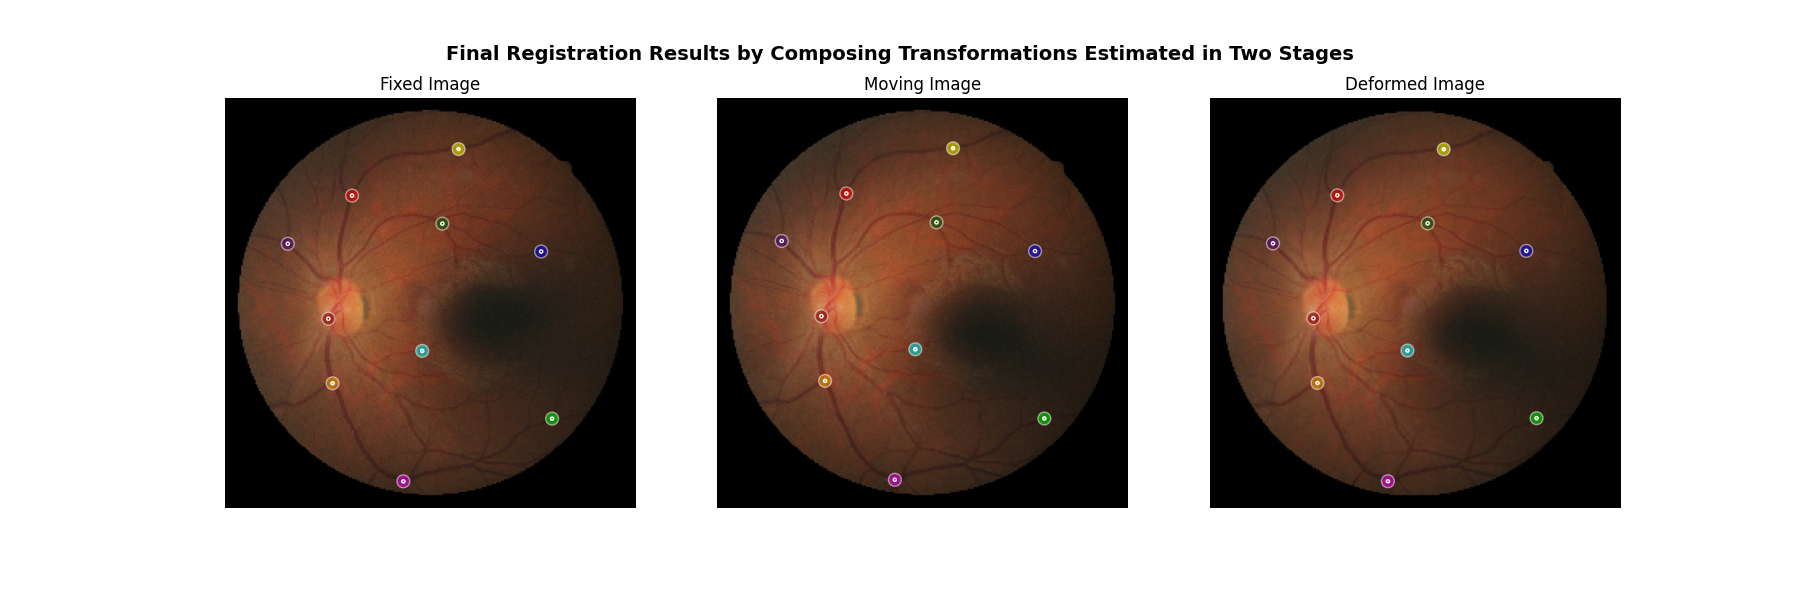 Final Registration Results by Composing Transformations Estimated in Two Stages
Fixed Image
Moving Image
Deformed Image